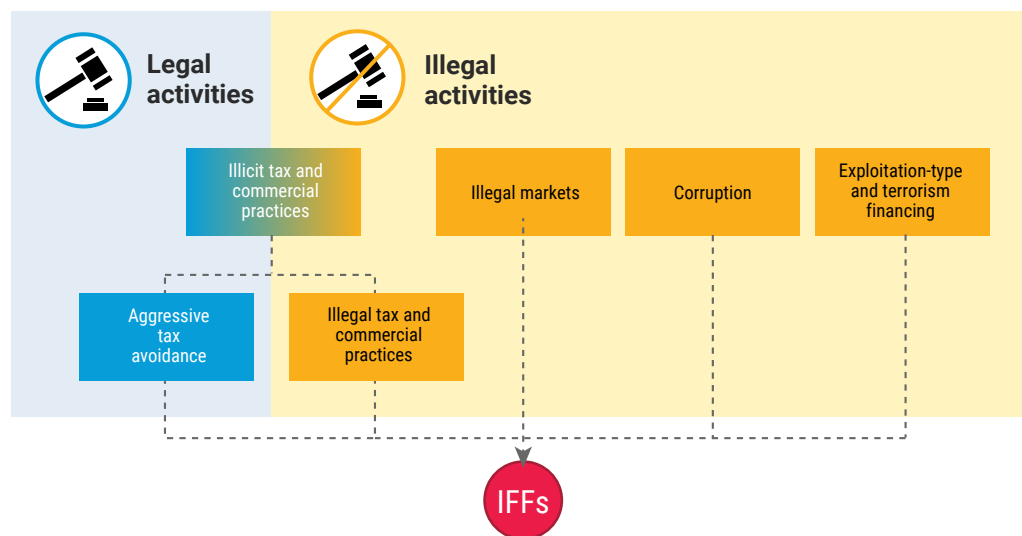 Legal
activities
Illegal
activities
Illicit tax and
commercial
practices
Illegal markets
Corruption
Exploitation-type
and terrorism
financing
Aggressive
tax
avoidance
Illegal tax and
commercial
practices
IFFs